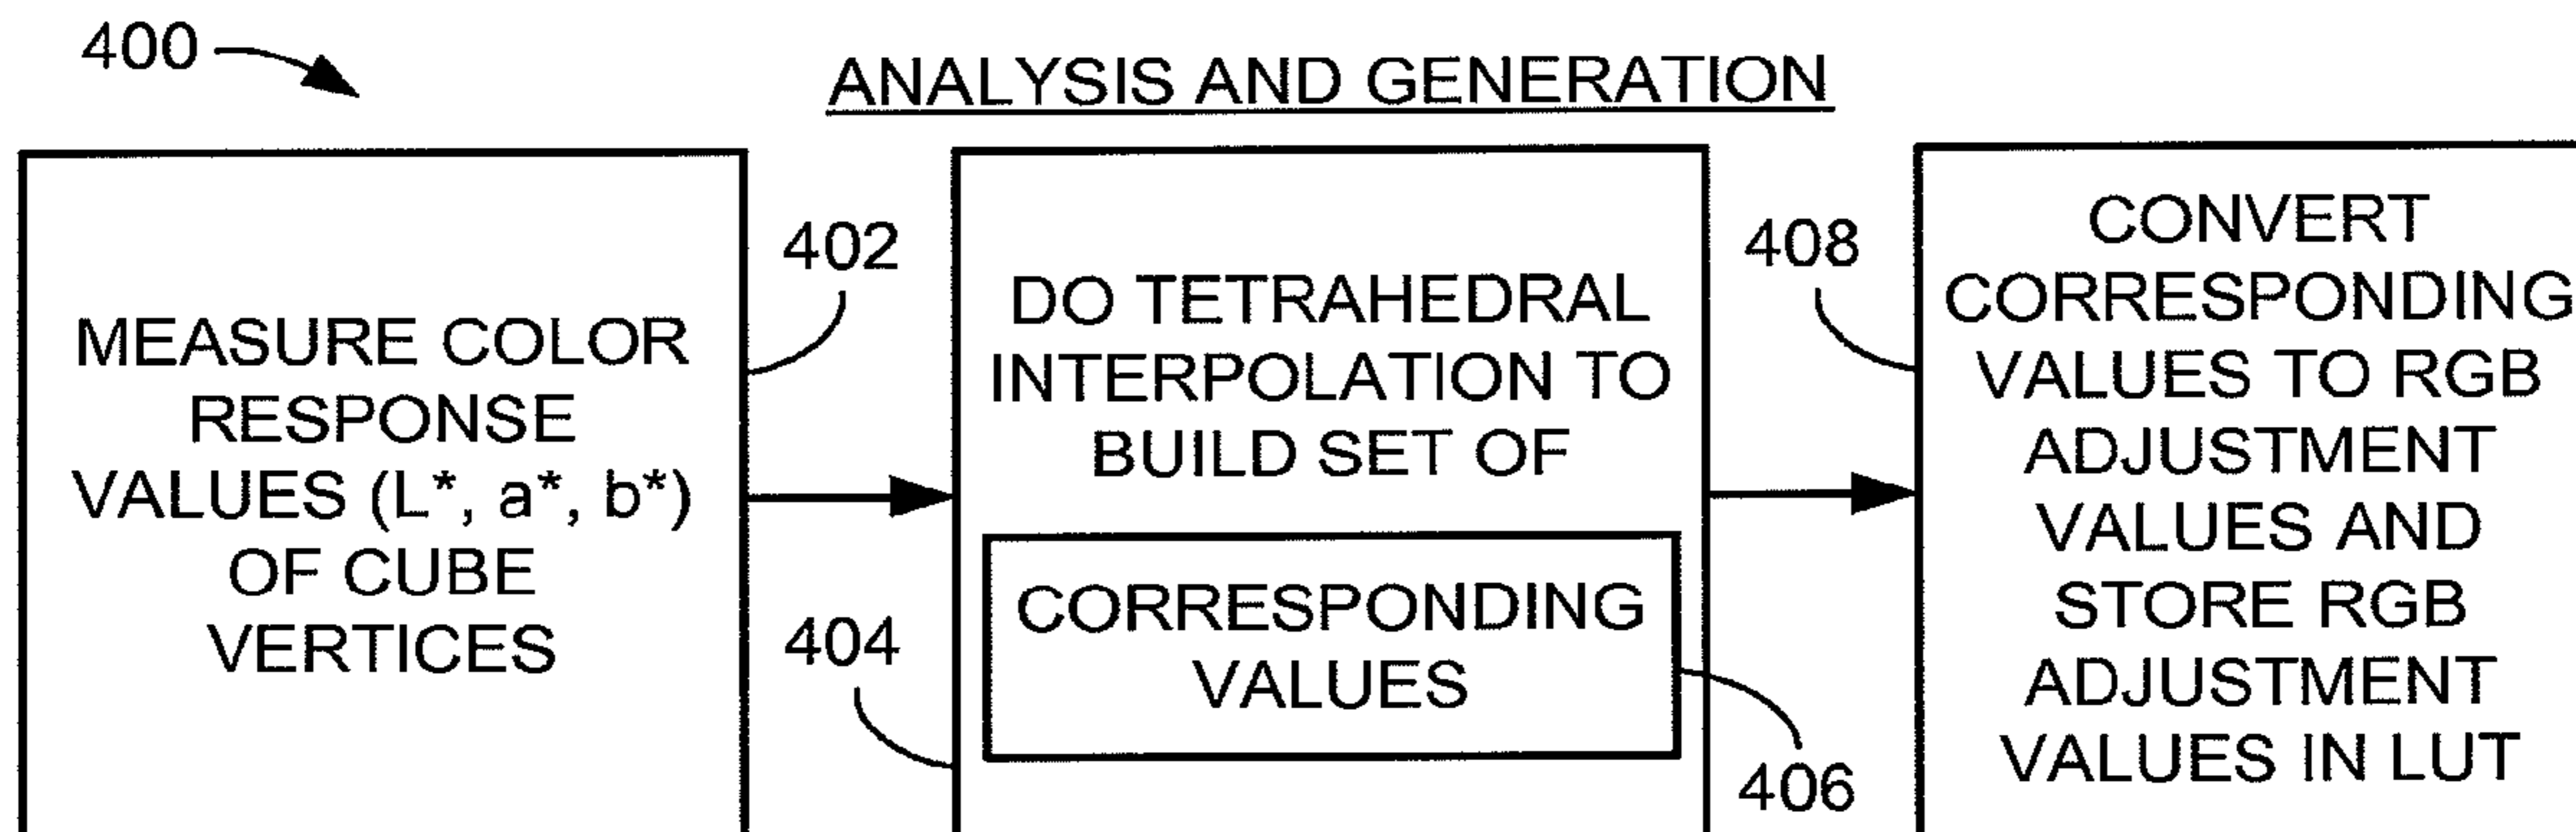 400
ANALYSIS AND GENERATION
MEASURE COLOR
RESPONSE
VALUES (L*, a*, b*)
OF CUBE
VERTICES
402
DO TETRAHEDRAL
INTERPOLATION TO
BUILD SET OF
404
CORRESPONDING
VALUES
406
408
CONVERT
CORRESPONDING
VALUES TO RGB
ADJUSTMENT
VALUES AND
STORE RGB
ADJUSTMENT
VALUES IN LUT